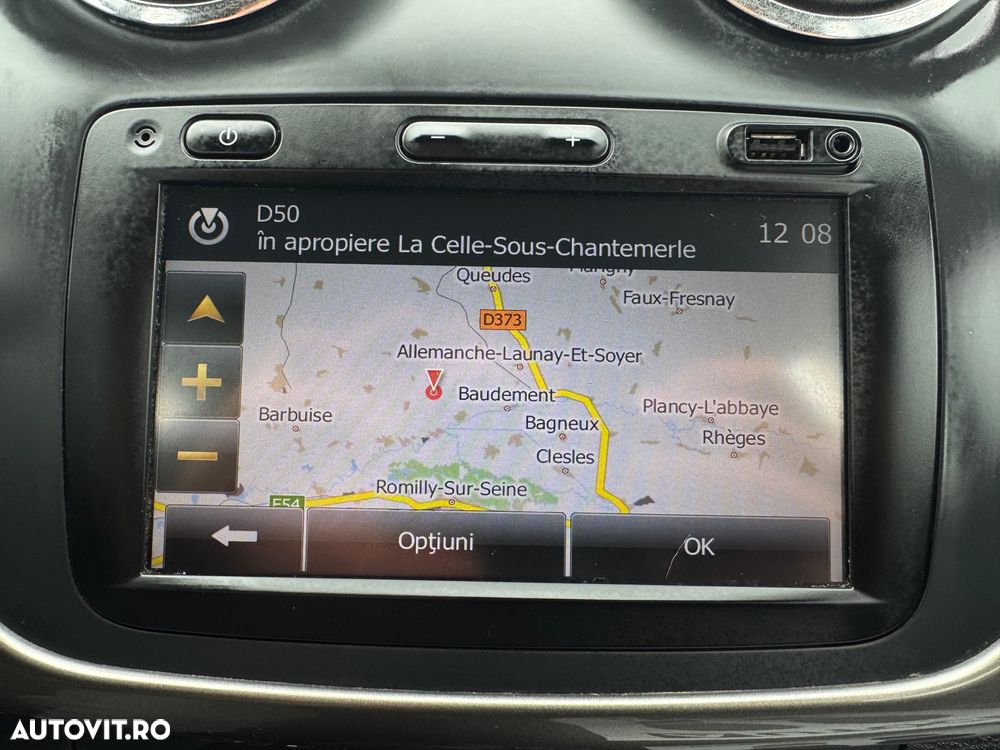 D50
în apropiere La Celle-Sous-Chantemerle
12 08
Queudes
Faux-Fresnay
D373
Allemanche-Launay-Et-Soyer
Baudement
Plancy-L'abbaye
Barbuise
Bagneux
Rhèges
Clesles
Romilly-Sur-Seine
E54
Opţiuni
OK
AUTOVIT.RO